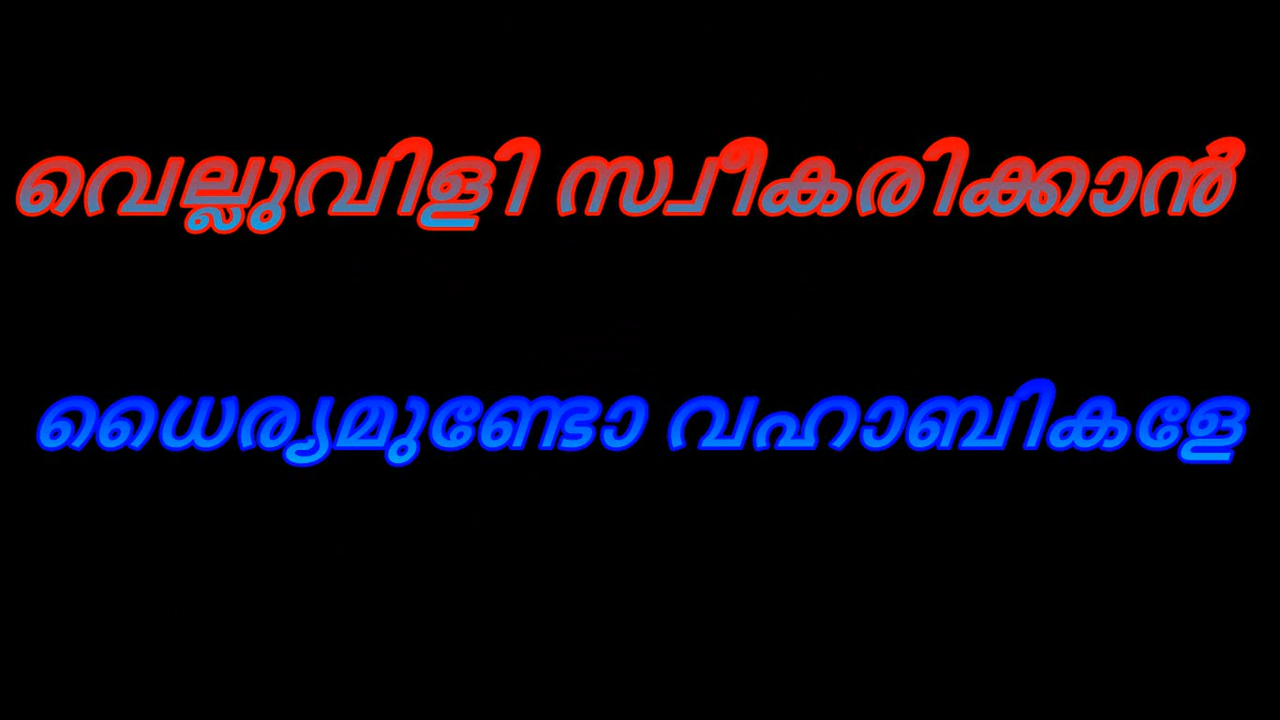 വെല്ലുവിളി സ്വീകരിക്കാൻ
ധൈര്യമുണ്ടോ വഹാബികളേ